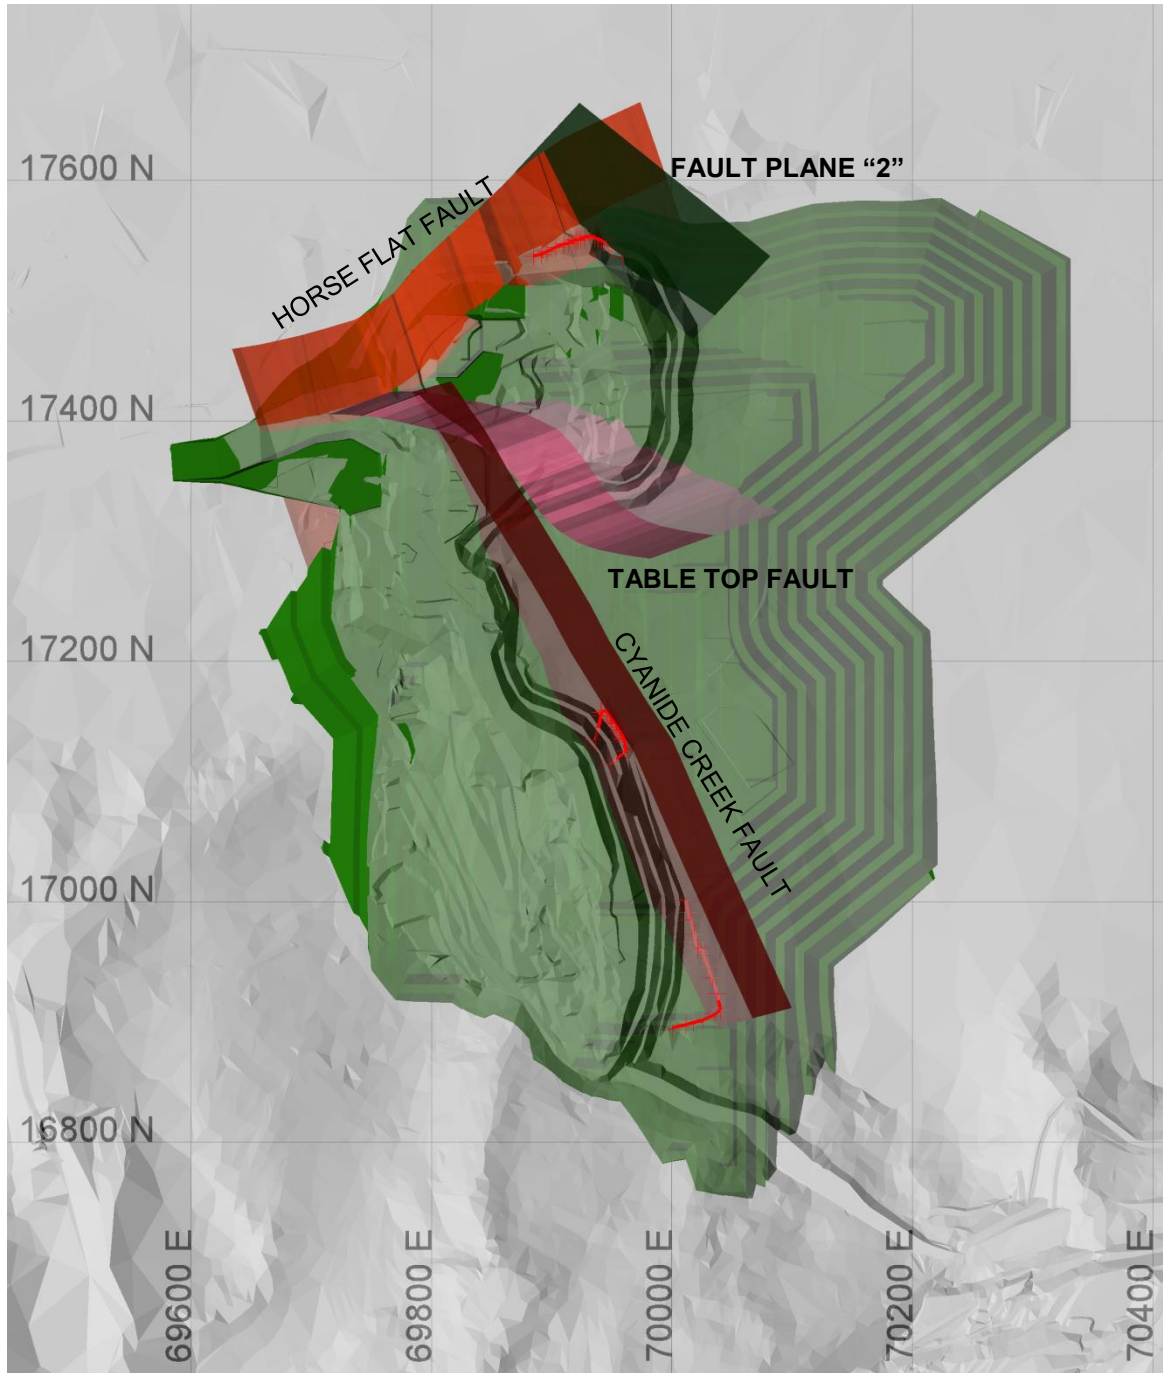 17600 N
FAULT PLANE “2”
HORSE FLAT FAULT
17400 N
TABLE TOP FAULT
17200 N
CYANIDE CREEK FAULT
17000 N
16800 N
69600 E
69800 E
70000 E
70200 E
70400 E